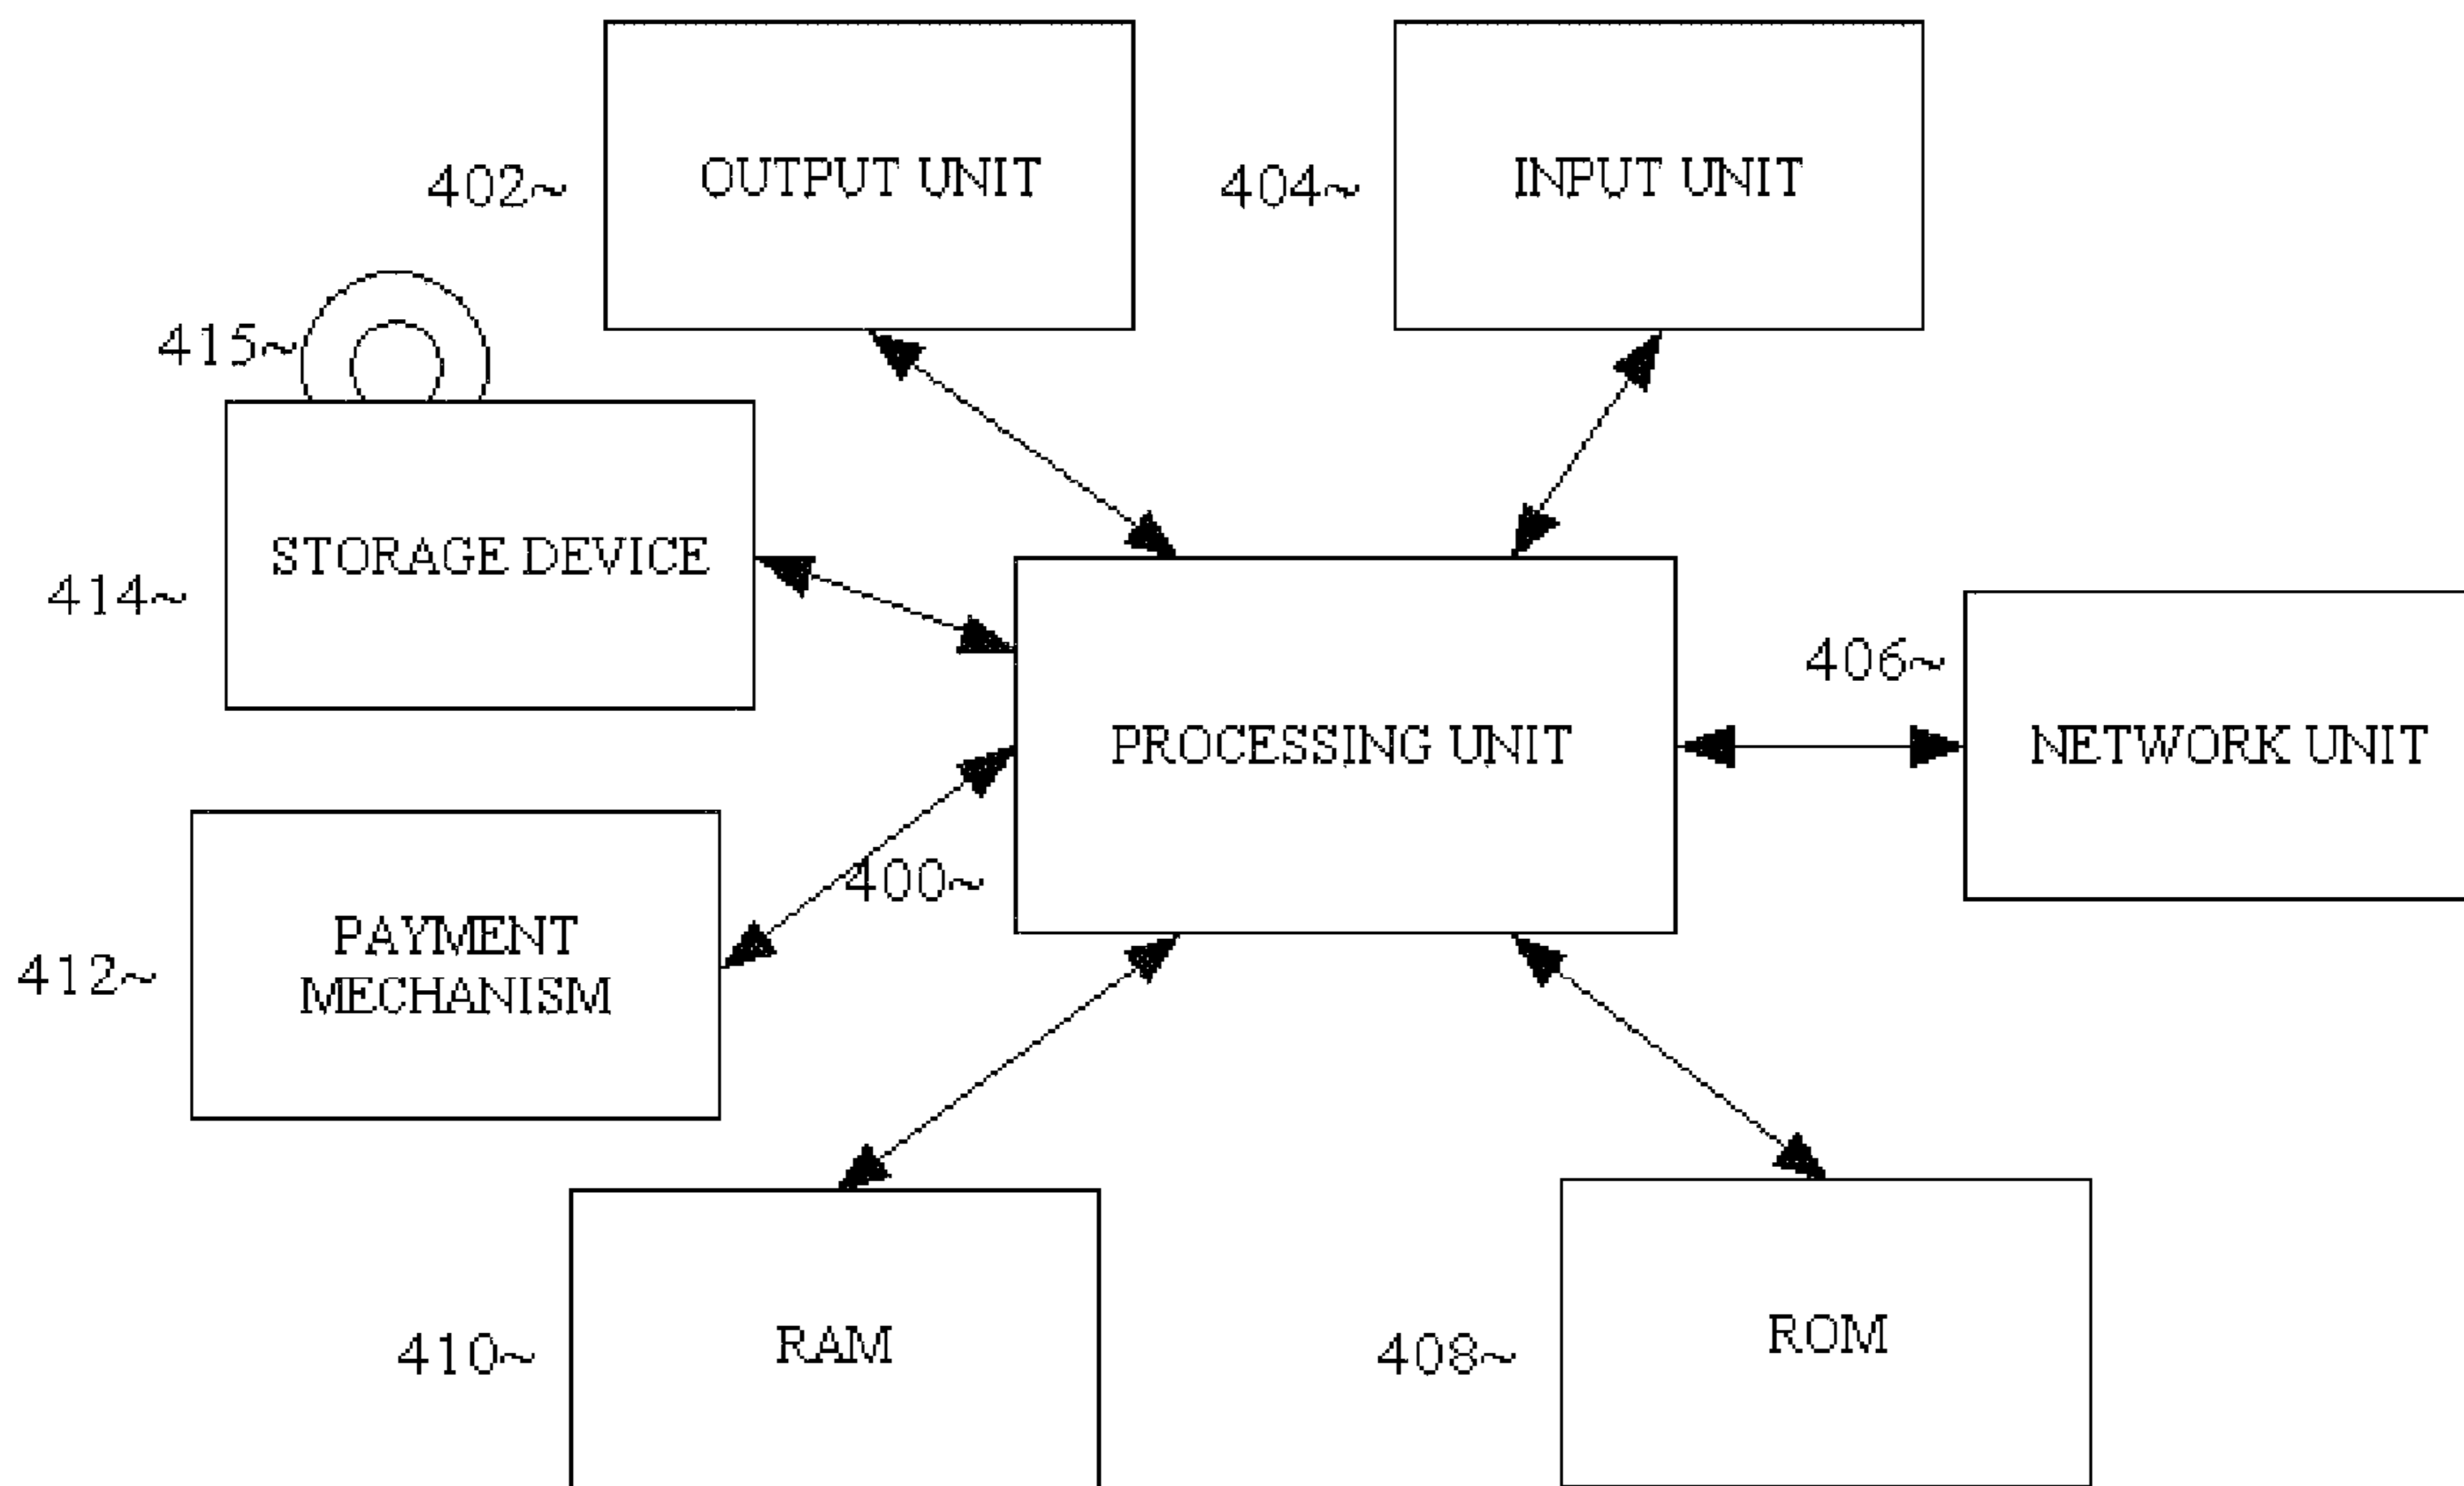 402~
OUTPUT UNIT
404~
INPUT UNIT
415~
STORAGE DEVICE
414~
406~
PROCESSING UNIT
NETWORK UNIT
400~
PAYMENT
MECHANISM
412~
410~
RAM
408~
ROM